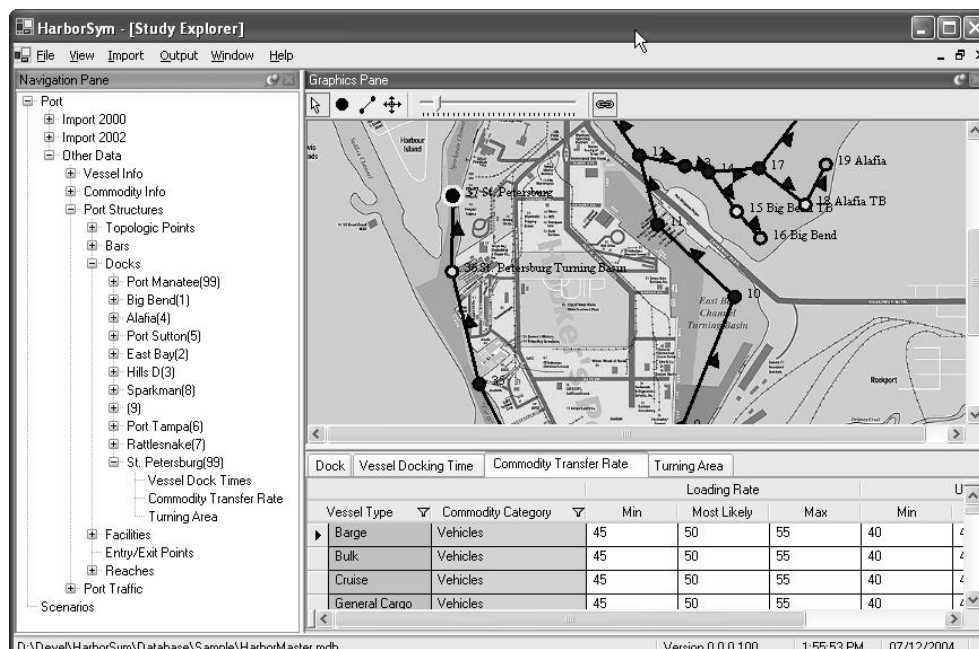 HarborSym - [Study Explorer]
File View Import Output Window Help
Navigation Pane
Port
Import 2000
Import 2002
Other Data
Vessel Info
Commodity Info
Port Structures
Topologic Points
Bars
Docks
Port Manatee(99)
Big Bend(1)
Alafia(4)
Port Sutton(5)
East Bay(2)
Hills D(3)
Sparkman(8)
(9)
Port Tampa(6)
Rattlesnake(7)
St. Petersburg(99)
Vessel Dock Times
Commodity Transfer Rate
Turning Area
Facilities
Entry/Exit Points
Reaches
Port Traffic
Scenarios
Graphics Pane
Harbour Island
12
14
17
19 Alafia
37 St. Petersburg
18 Alafia TB
15 Big Bend TB
11
16 Big Bend
36 St. Petersburg Turning Basin
10
Channel
Turning Basin
35
Rockport
Dock Vessel Docking Time Commodity Transfer Rate Turning Area
Loading Rate
Vessel Type Commodity Category Min Most Likely Max Min
Barge Vehicles 45 50 55 40
Bulk Vehicles 45 50 55 40
Cruise Vehicles 45 50 55 40
General Cargo Vehicles 45 50 55 40
D:\Devel\HarborSym\Database\Sample\HarborMaster.mdb Version 0.0.0.100 1:55:53 PM 07/12/2004